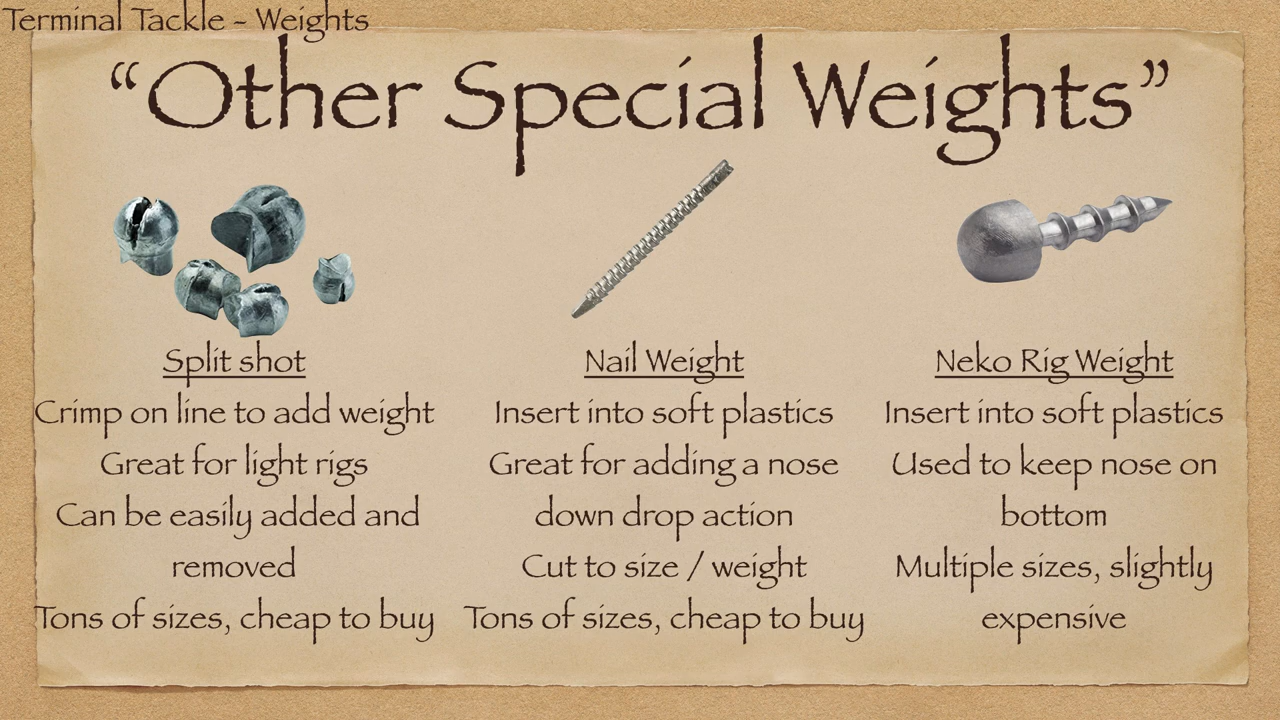 Terminal Tackle - Weights
“Other Special Weights”
Split shot
Crimp on line to add weight
Great for light rigs
Can be easily added and
removed
Tons of sizes, cheap to buy
Nail Weight
Insert into soft plastics
Great for adding a nose
down drop action
Cut to size / weight
Tons of sizes, cheap to buy
Neko Rig Weight
Insert into soft plastics
Used to keep nose on
bottom
Multiple sizes, slightly
expensive